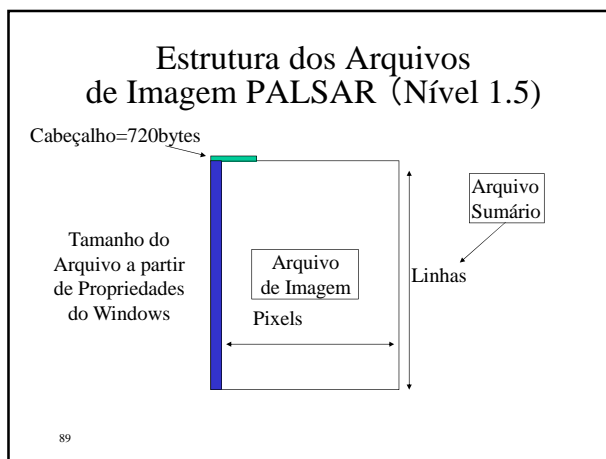 Estrutura dos Arquivos
de Imagem PALSAR (Nível 1.5)
Cabeçalho=720bytes
Arquivo
Sumário
Tamanho do
Arquivo a partir
de Propriedades
do Windows
Arquivo
de Imagem
Linhas
Pixels
89